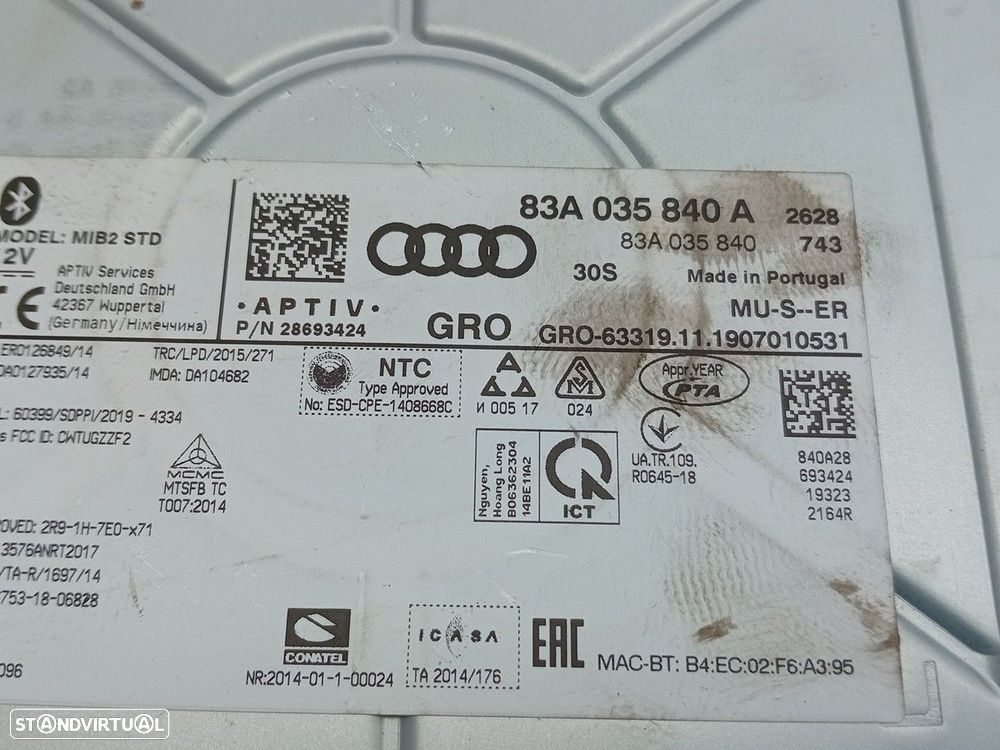 MODEL: MIB2 STD
2V
APTIV Services
Deutschland GmbH
42367 Wuppertal
(Germany/Німеччина)
• A P T I V •
P/N 28693424
83A 035 840 A 2628
83A 035 840 743
30S Made in Portugal
MU-S--ER
GRO GRO-63319.11.1907010531
ER0126849/14
DA0127935/14
TRC/LPD/2015/271
IMDA: DA104682
L: 60399/SDPPI/2019 - 4334
s FCC ID: CWTUGZZF2
NTC
Type Approved
No: ESD-CPE-1408668C
И 005 17
024
Appr.YEAR
PTA
MCMC
MTSFB TC
T007:2014
Nguyen,
Hoang Long
B06362304
14BE11A2
ICT
UA.TR.109.
R0645-18
840A28
693424
19323
2164R
OVED: 2R9-1H-7E0-x71
3576ANRT2017
/TA-R/1697/14
753-18-06828
096
CONATEL
NR:2014-01-1-00024
ICASA
TA 2014/176
EAC
MAC-BT: B4:EC:02:F6:A3:95
STANDVIRTUAL